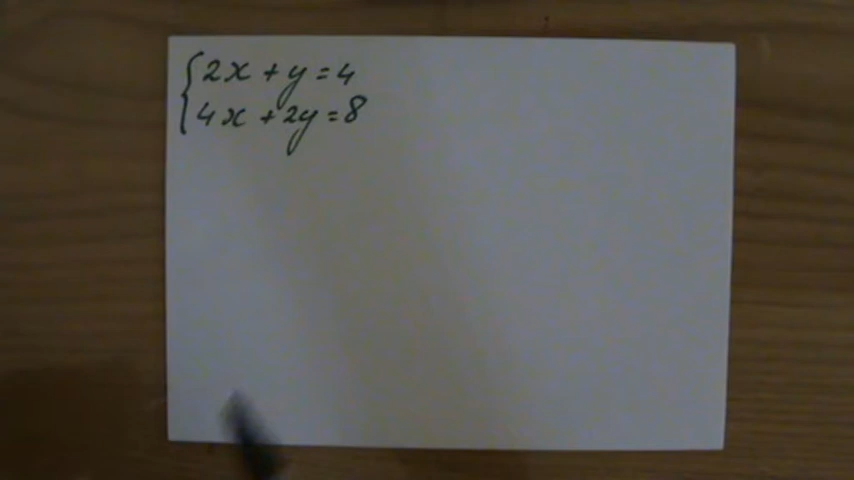 2x + y = 4
4x + 2y = 8